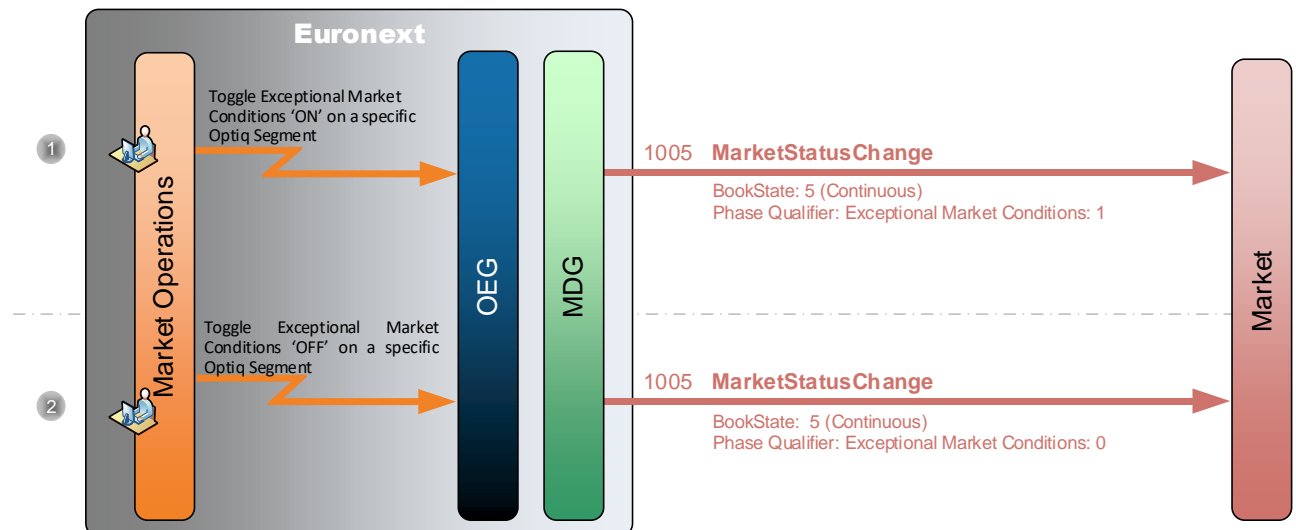 Euronext
Toggle Exceptional Market
Conditions ‘ON’ on a specific
Optiq Segment
1
1005 MarketStatusChange
BookState: 5 (Continuous)
Phase Qualifier: Exceptional Market Conditions: 1
Market Operations
OEG
MDG
Market
Toggle Exceptional Market
Conditions ‘OFF’ on a specific
Optiq Segment
2
1005 MarketStatusChange
BookState: 5 (Continuous)
Phase Qualifier: Exceptional Market Conditions: 0